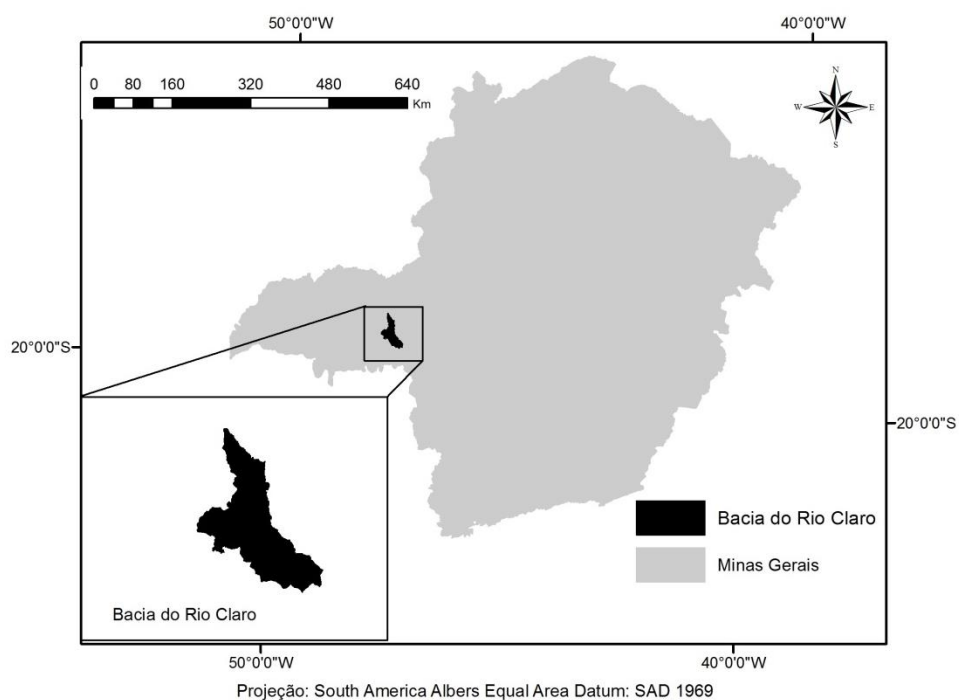 50°0'0"W 40°0'0"W
0 80 160 320 480 640
Km
N
W E
S
20°0'0"S
20°0'0"S
Bacia do Rio Claro
Minas Gerais
Bacia do Rio Claro
50°0'0"W 40°0'0"W
Projeção: South America Albers Equal Area Datum: SAD 1969